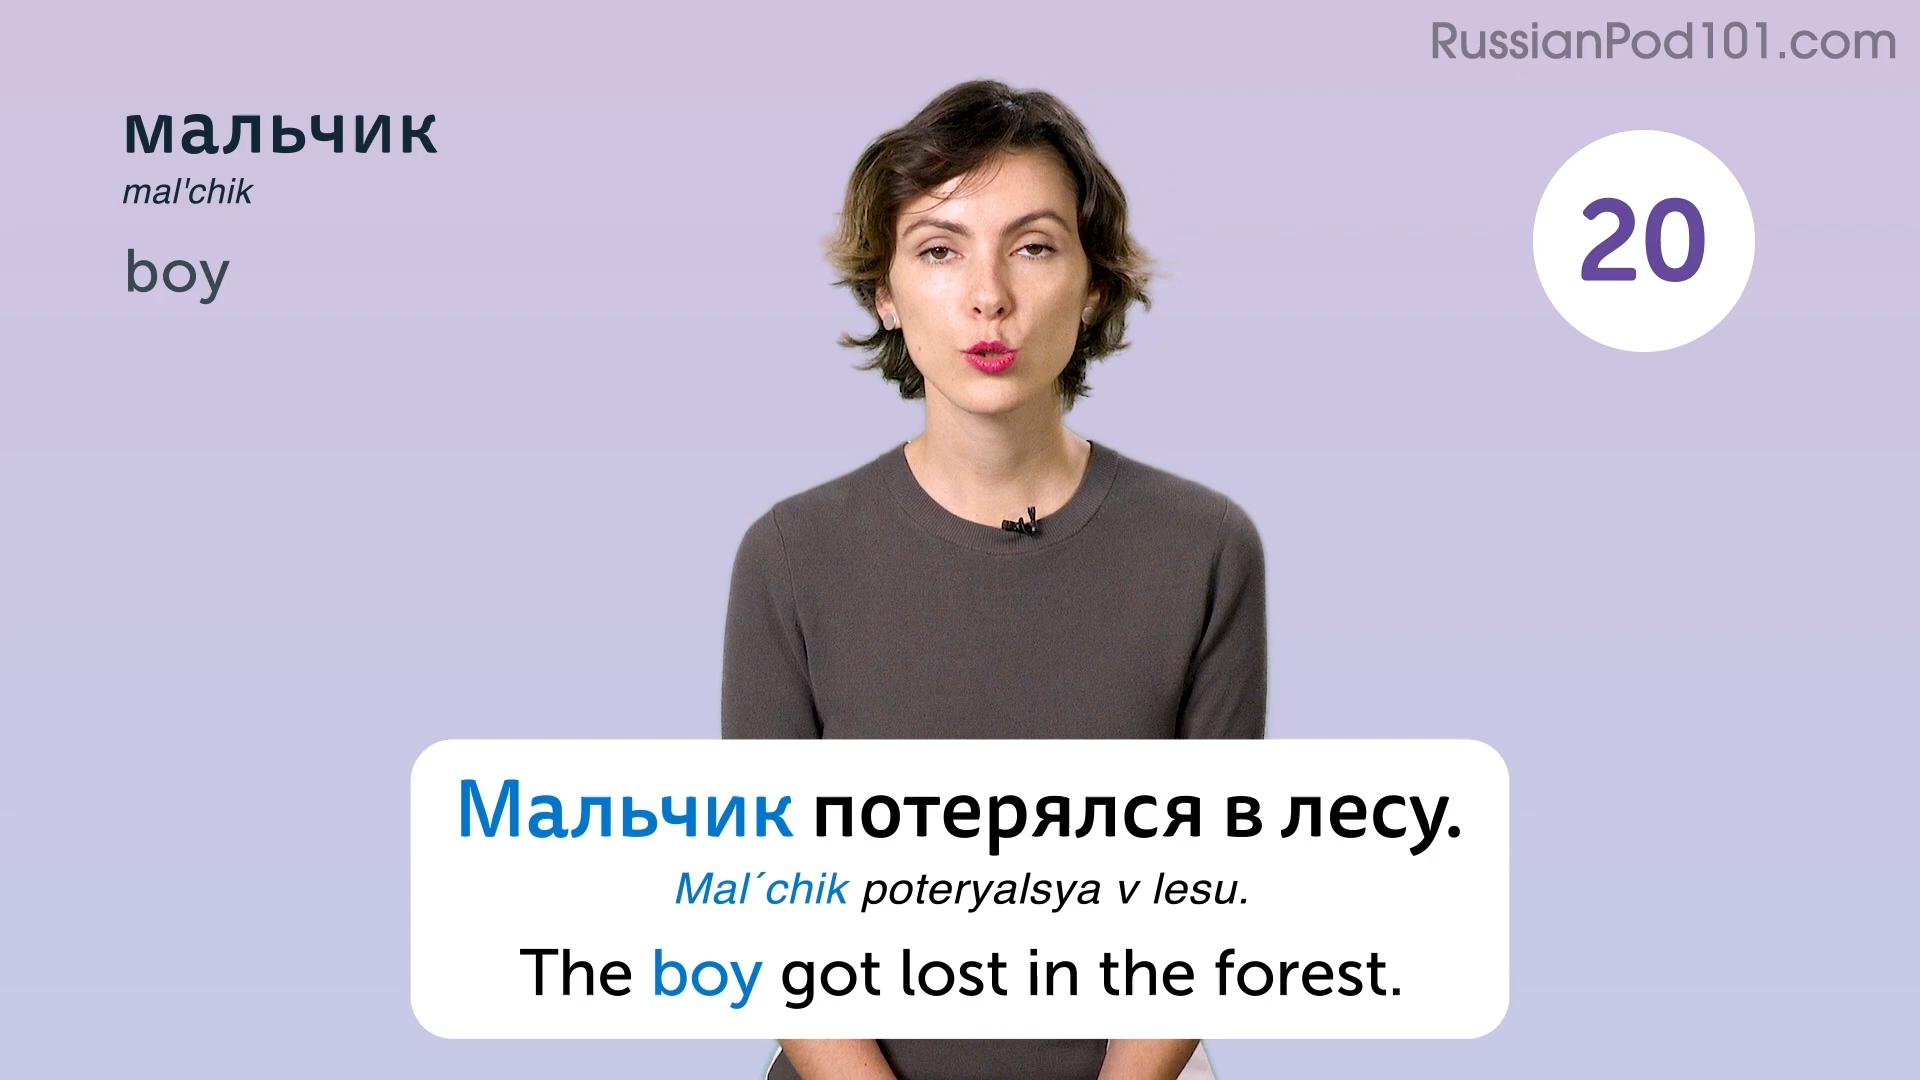 RussianPod101.com
мальчик
mal'chik
boy
20
Мальчик потерялся в лесу.
Mal´chik poteryalsya v lesu.
The boy got lost in the forest.